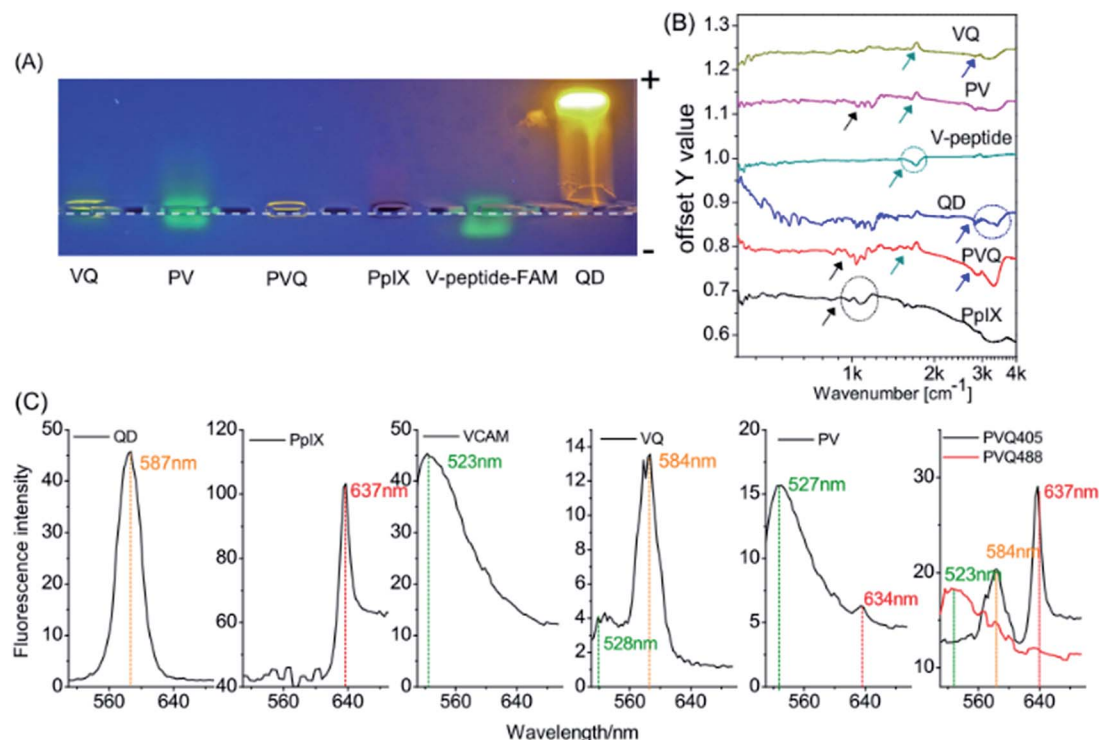 (A)
+
-
VQ PV PVQ PpIX V-peptide-FAM QD
(B)
offset Y value
1.3
1.2
1.1
1.0
0.9
0.8
0.7
0.6
VQ
PV
V-peptide
QD
PVQ
PpIX
1k 2k 3k 4k
Wavenumber [cm-1]
(C)
Fluorescence intensity
50
40
30
20
10
0
QD
587nm
560 640
120
100
80
60
40
PpIX
637nm
560 640
50
40
30
20
10
0
VCAM
523nm
560 640
14
12
10
8
6
4
2
0
VQ
584nm
528nm
560 640
20
15
10
5
0
PV
527nm
634nm
560 640
30
20
10
PVQ405
PVQ488
637nm
584nm
523nm
560 640
Wavelength/nm